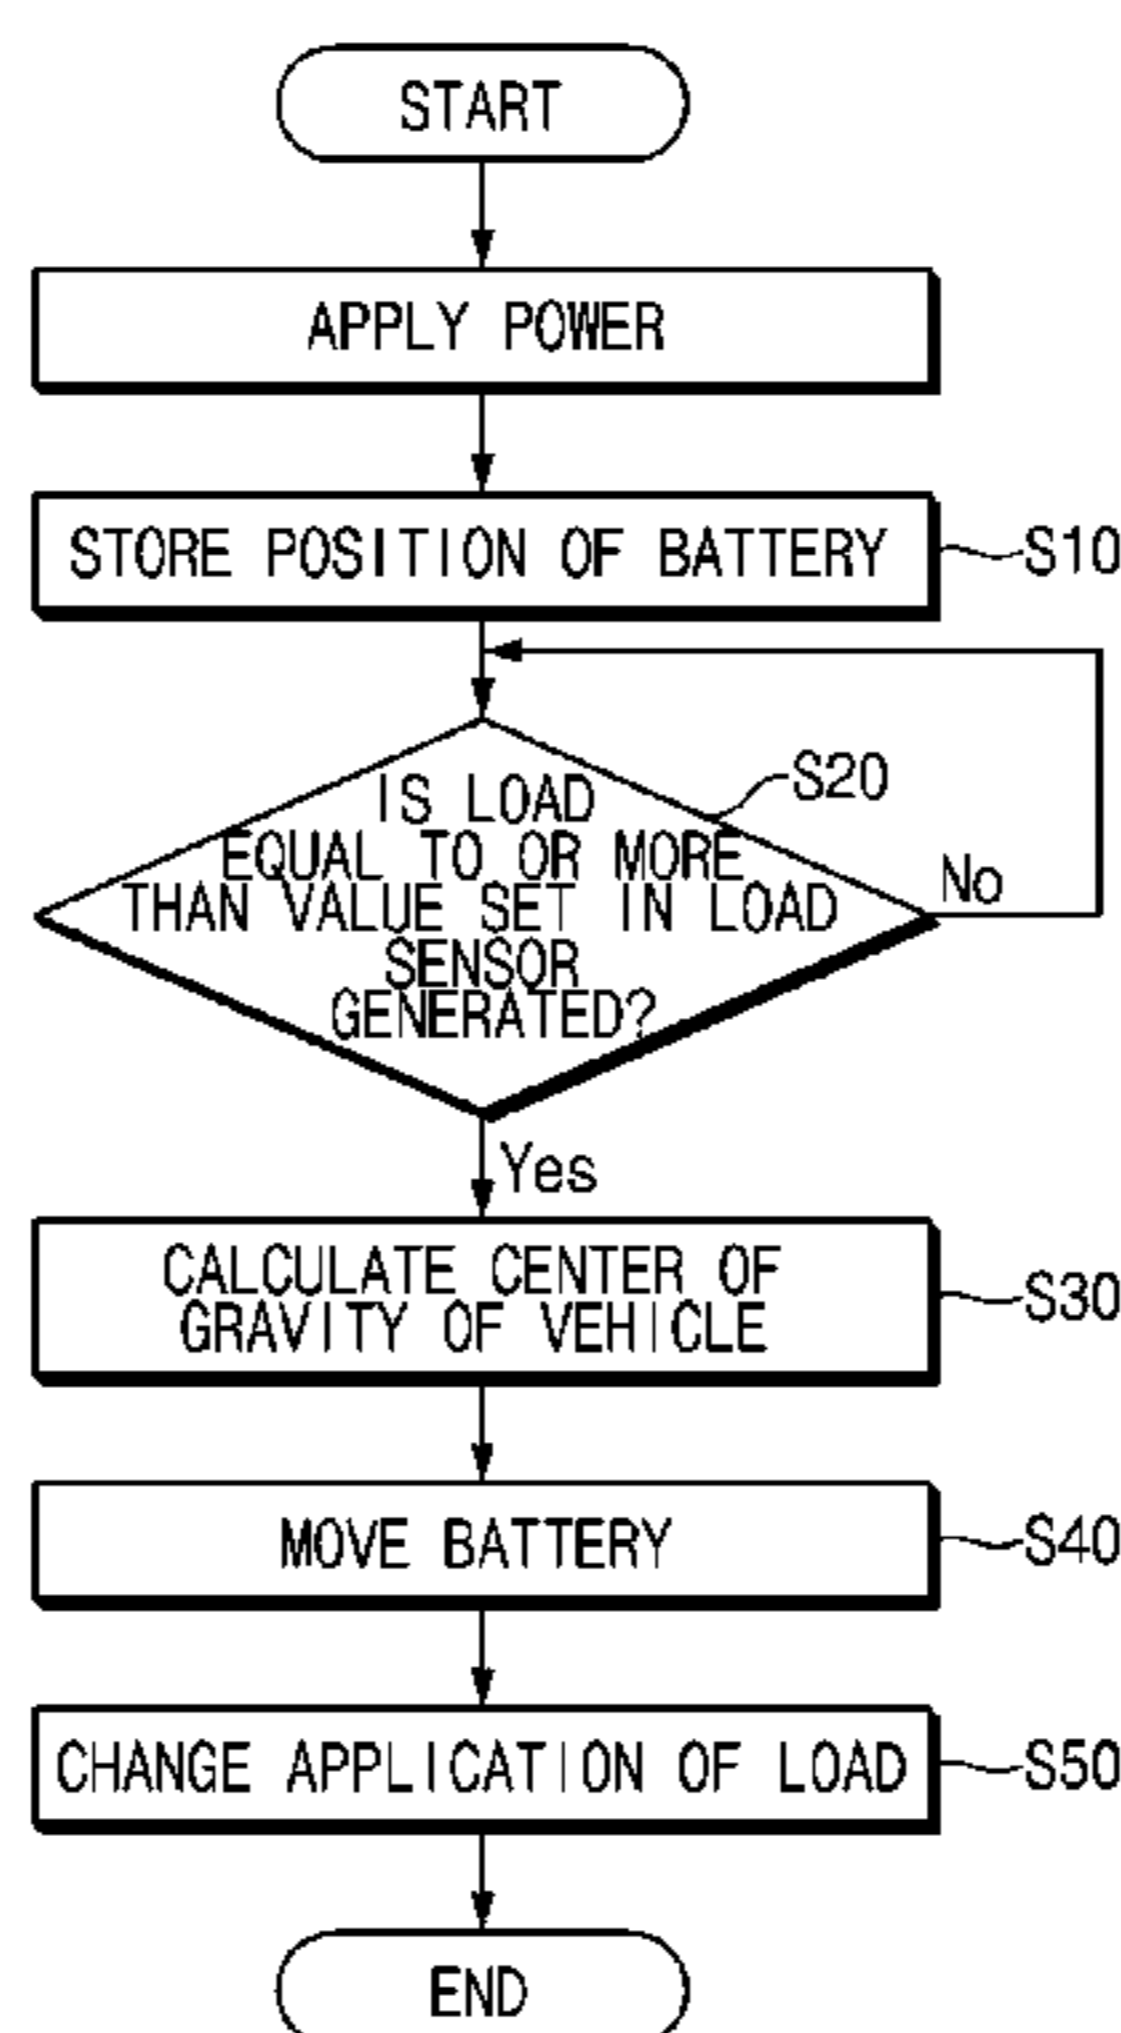 START
APPLY POWER
STORE POSITION OF BATTERY
S10
S20
IS LOAD
EQUAL TO OR MORE
THAN VALUE SET IN LOAD
SENSOR
GENERATED?
No
Yes
CALCULATE CENTER OF
GRAVITY OF VEHICLE
S30
MOVE BATTERY
S40
CHANGE APPLICATION OF LOAD
S50
END